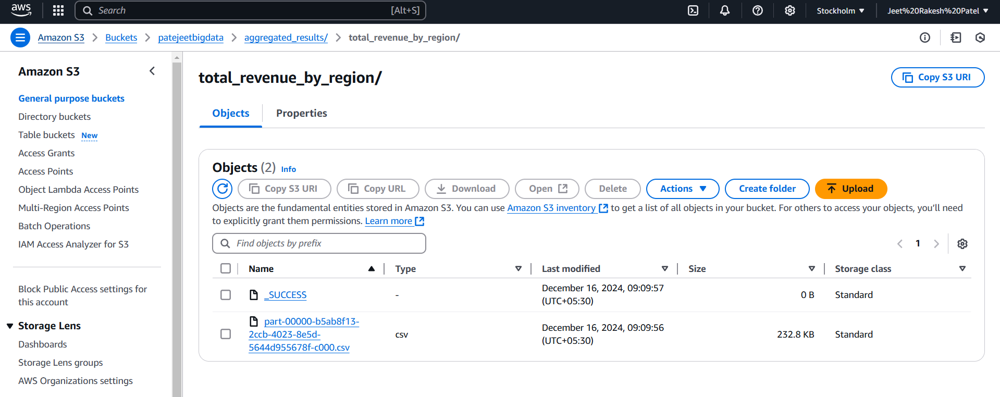 aws
Search [Alt+S]
Stockholm
Jeet%20Rakesh%20Patel
Amazon S3
Buckets
patejeetbigdata
aggregated_results/
total_revenue_by_region/
Amazon S3
General purpose buckets
Directory buckets
Table buckets New
Access Grants
Access Points
Object Lambda Access Points
Multi-Region Access Points
Batch Operations
IAM Access Analyzer for S3
Block Public Access settings for
this account
Storage Lens
Dashboards
Storage Lens groups
AWS Organizations settings
total_revenue_by_region/
Copy S3 URI
Objects
Properties
Objects (2) Info
Copy S3 URI
Copy URL
Download
Open
Delete
Actions
Create folder
Upload
Objects are the fundamental entities stored in Amazon S3. You can use Amazon S3 inventory to get a list of all objects in your bucket. For others to access your objects, you’ll need
to explicitly grant them permissions. Learn more
Find objects by prefix
1
Name Type Last modified Size Storage class
_SUCCESS
-
December 16, 2024, 09:09:57
(UTC+05:30)
0 B
Standard
part-00000-b5ab8f13-
2ccb-4023-8e5d-
5644d955678f-c000.csv
csv
December 16, 2024, 09:09:56
(UTC+05:30)
232.8 KB
Standard